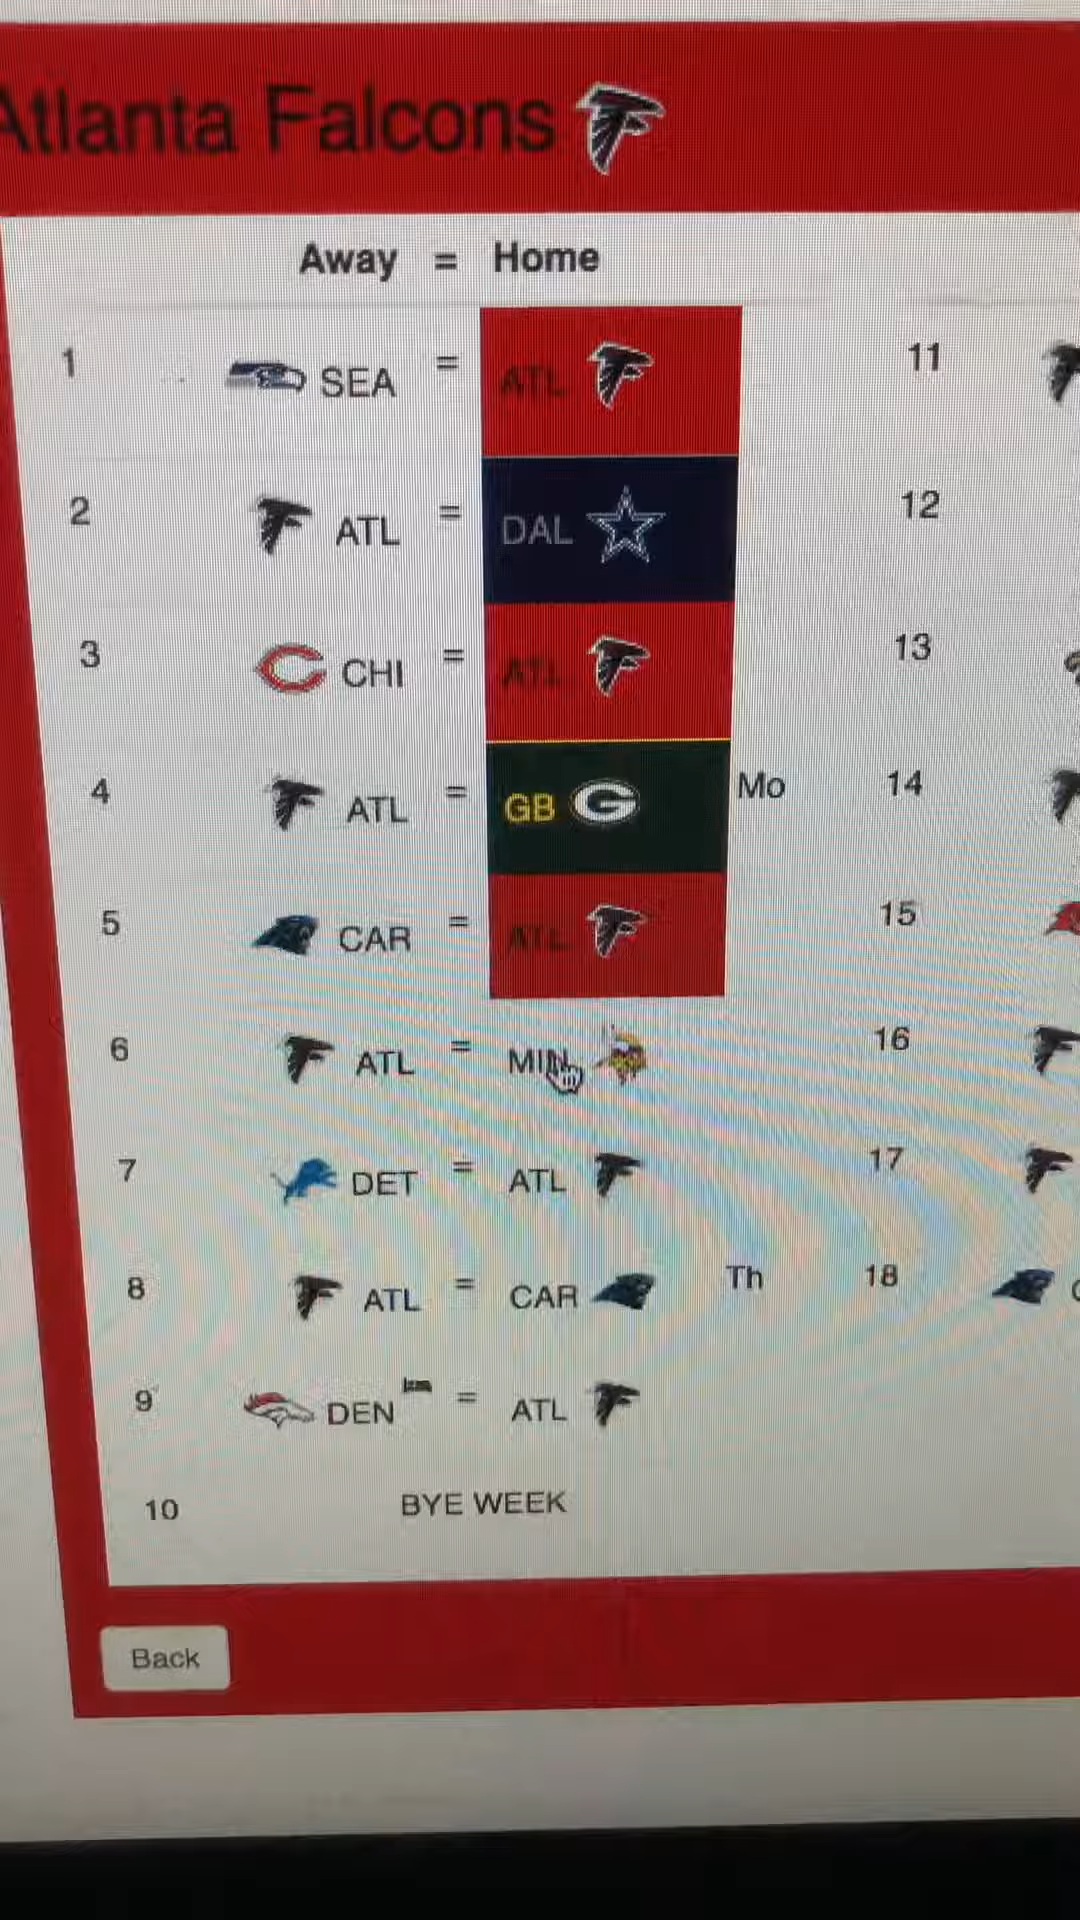 Atlanta Falcons
Away = Home
1 SEA = ATL 11
2 ATL = DAL 12
3 CHI = ATL 13
4 ATL = GB Mo 14
5 CAR = ATL 15
6 ATL = MIN 16
7 DET = ATL 17
8 ATL = CAR Th 18
9 DEN = ATL
10 BYE WEEK
Back